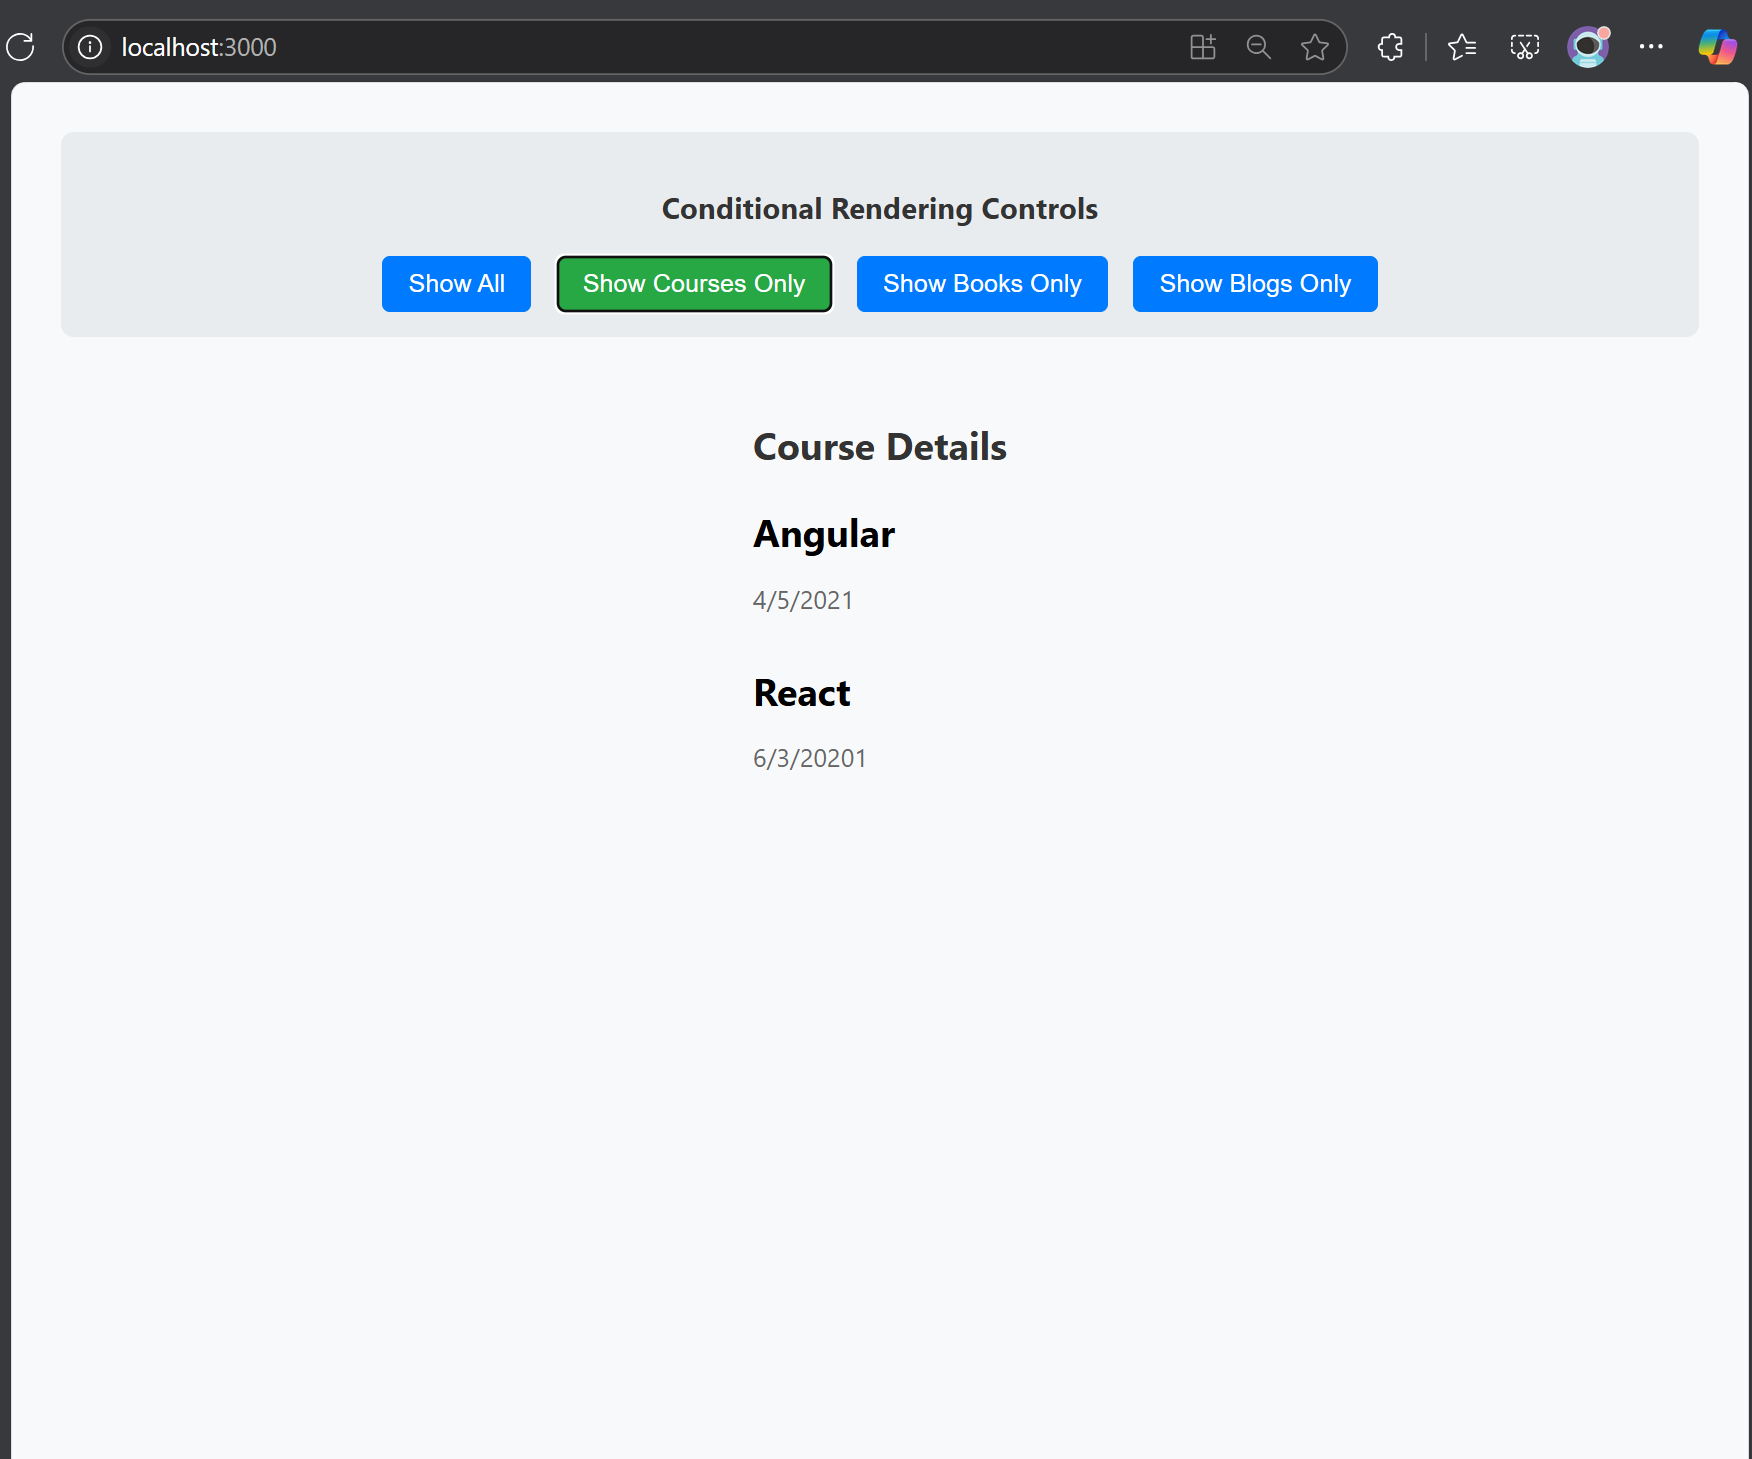 localhost:3000
Conditional Rendering Controls
Show All Show Courses Only Show Books Only Show Blogs Only
Course Details
Angular
4/5/2021
React
6/3/20201